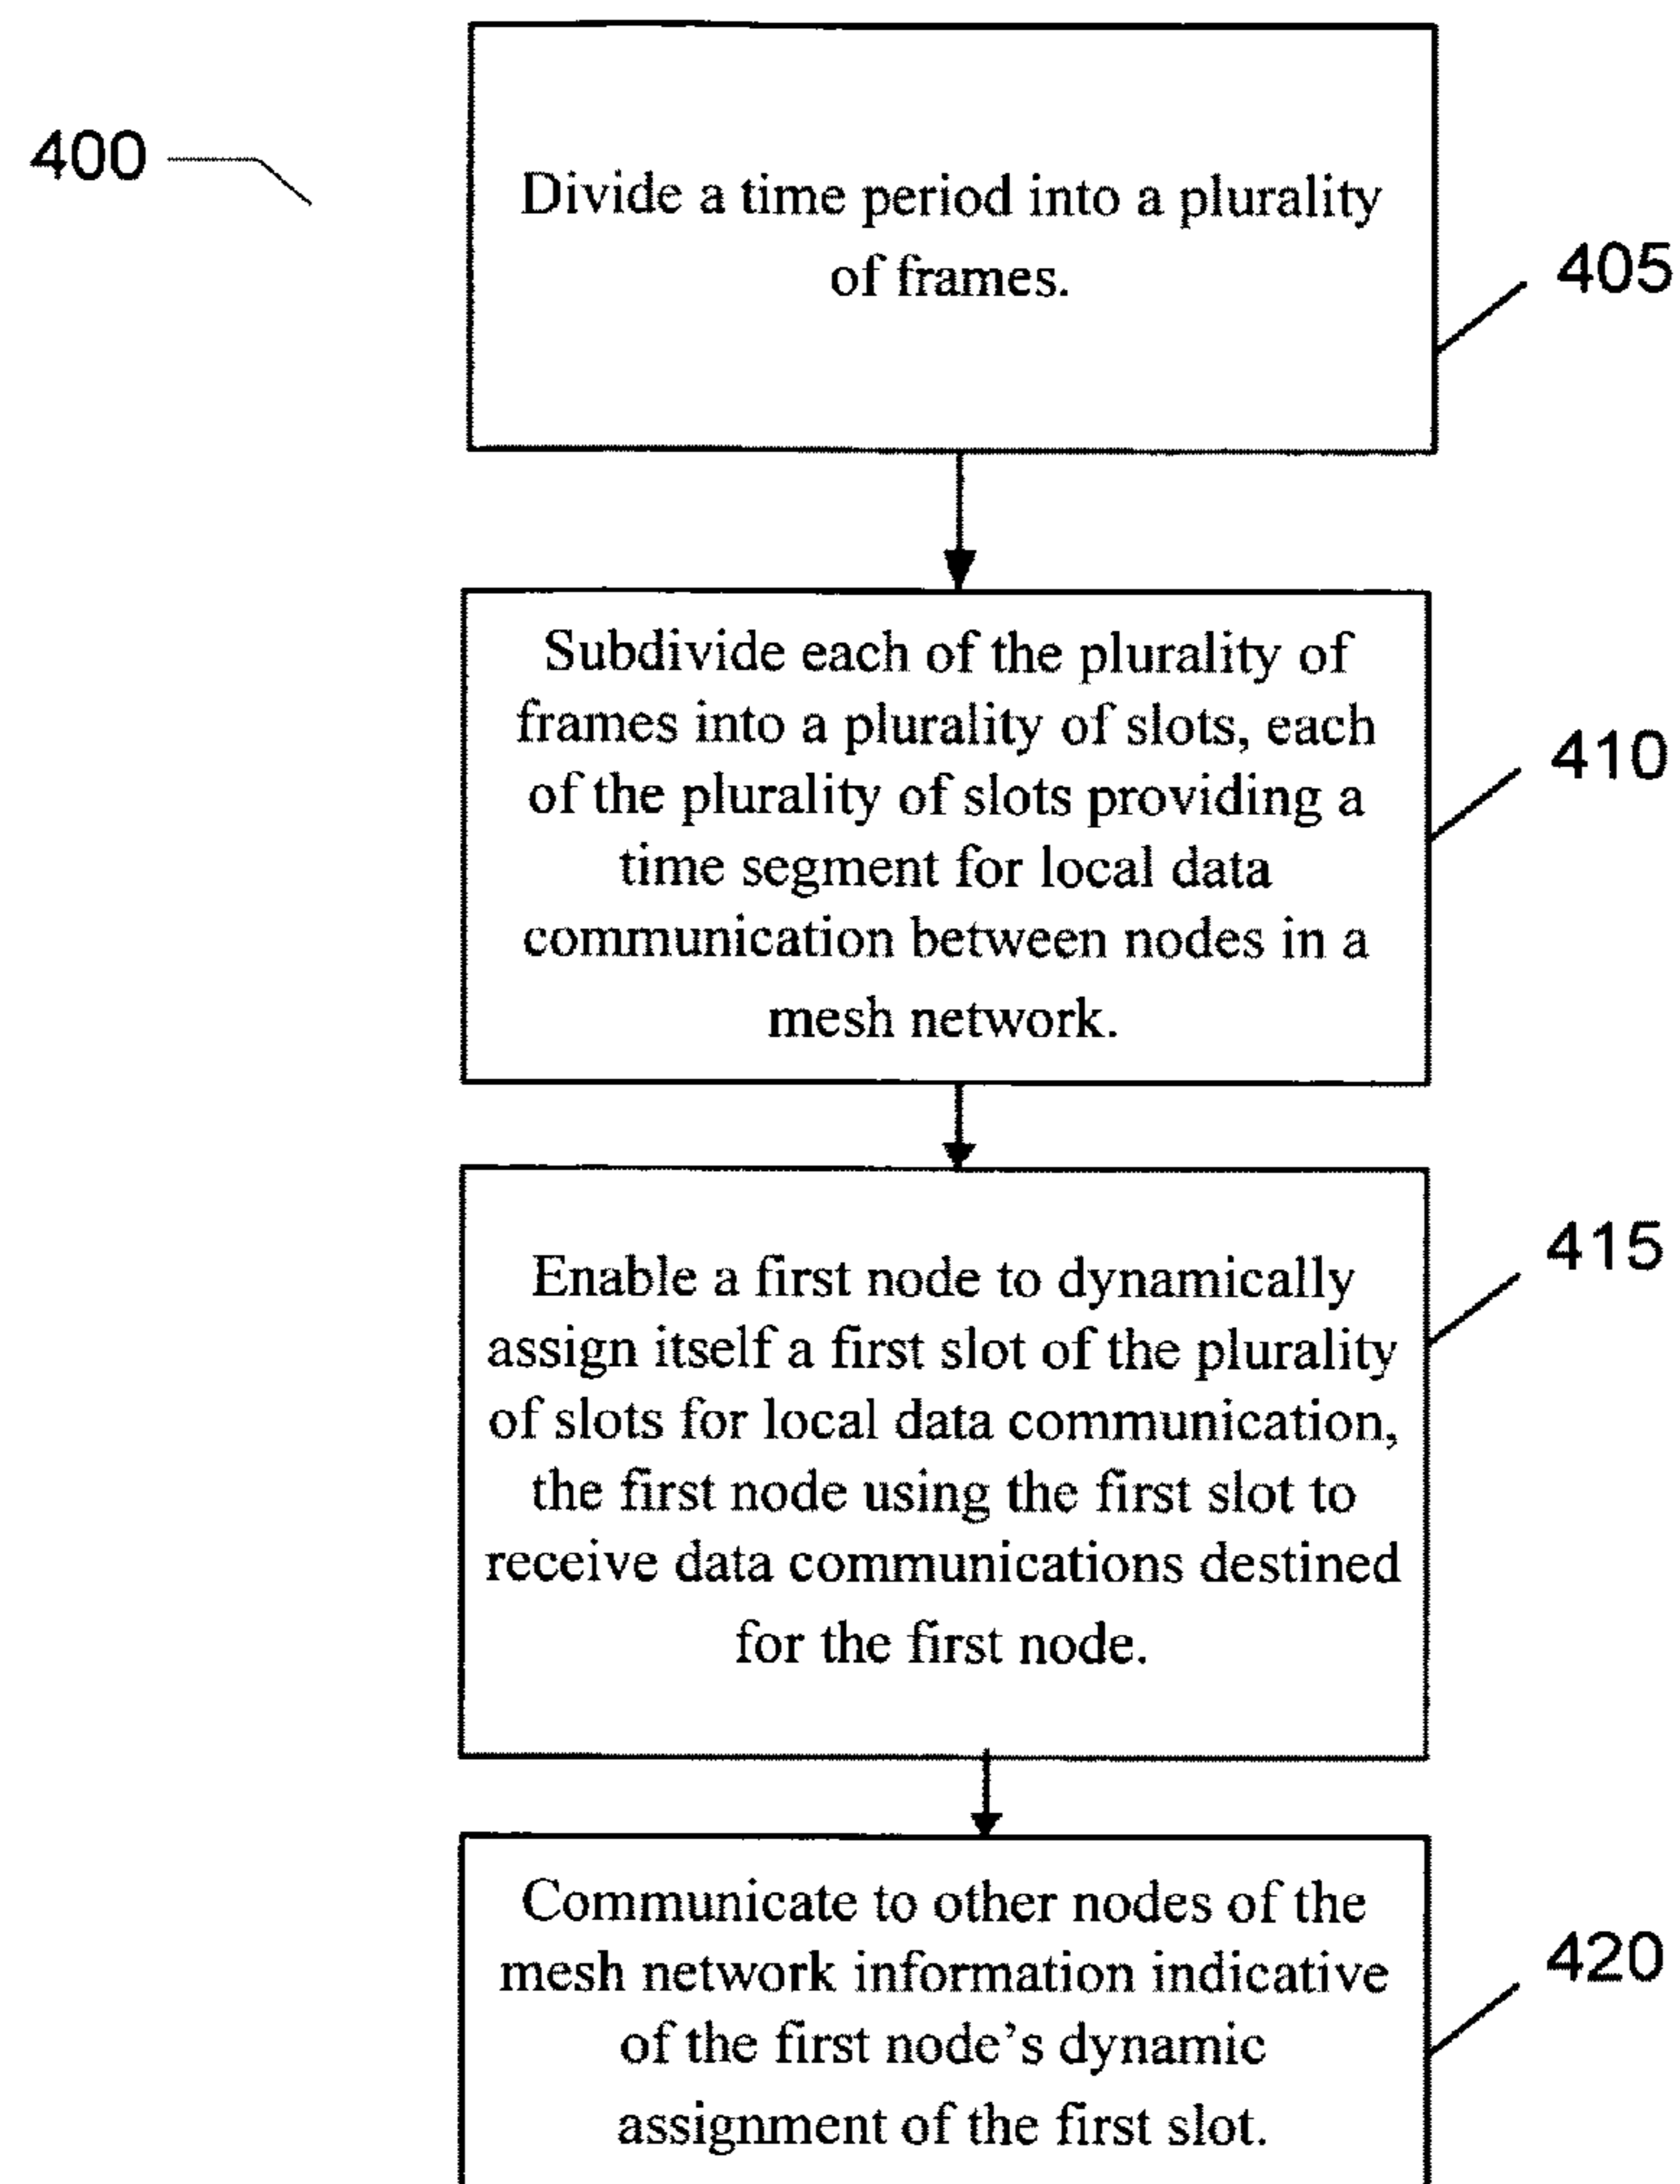 400
Divide a time period into a plurality
of frames.
405
Subdivide each of the plurality of
frames into a plurality of slots, each
of the plurality of slots providing a
time segment for local data
communication between nodes in a
mesh network.
410
Enable a first node to dynamically
assign itself a first slot of the plurality
of slots for local data communication,
the first node using the first slot to
receive data communications destined
for the first node.
415
Communicate to other nodes of the
mesh network information indicative
of the first node’s dynamic
assignment of the first slot.
420